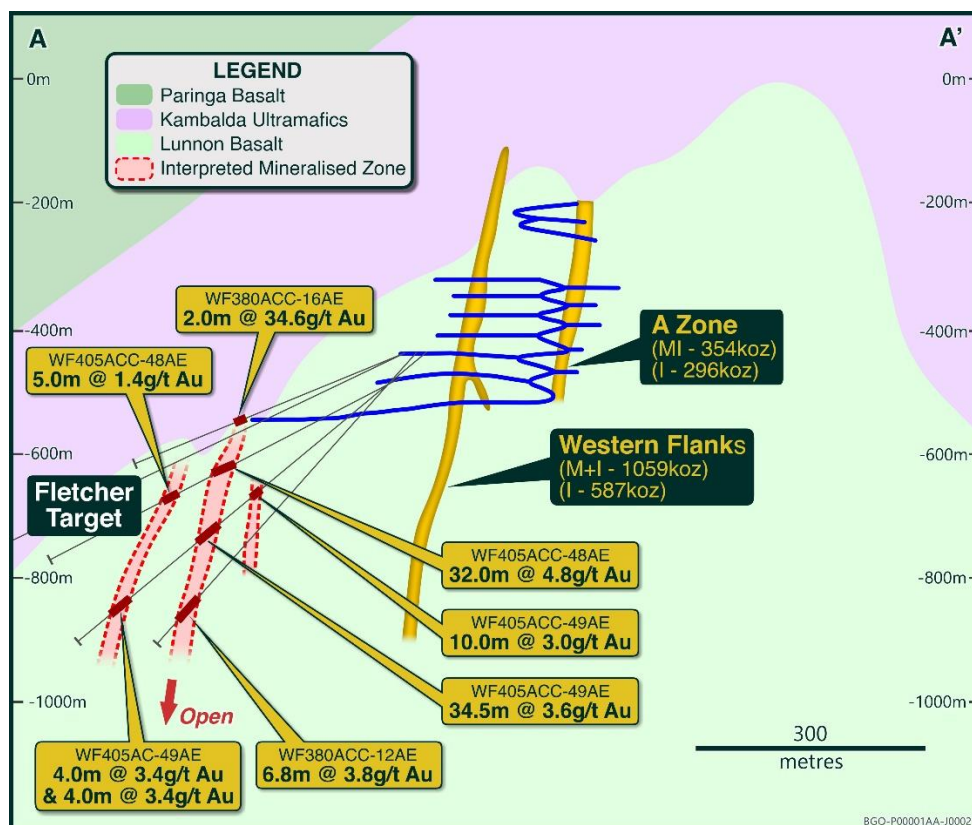 A
A'
LEGEND
Paringa Basalt
Kambalda Ultramafics
Lunnon Basalt
Interpreted Mineralised Zone
0m
0m
-200m
-200m
-400m
-400m
-600m
-600m
-800m
-800m
-1000m
-1000m
WF380ACC-16AE
2.0m @ 34.6g/t Au
WF405ACC-48AE
5.0m @ 1.4g/t Au
A Zone
(MI - 354koz)
(I - 296koz)
Western Flanks
(M+I - 1059koz)
(I - 587koz)
Fletcher
Target
WF405ACC-48AE
32.0m @ 4.8g/t Au
WF405ACC-49AE
10.0m @ 3.0g/t Au
WF405ACC-49AE
34.5m @ 3.6g/t Au
Open
WF405AC-49AE
4.0m @ 3.4g/t Au
& 4.0m @ 3.4g/t Au
WF380ACC-12AE
6.8m @ 3.8g/t Au
300
metres
BGO-P00001AA-J0002